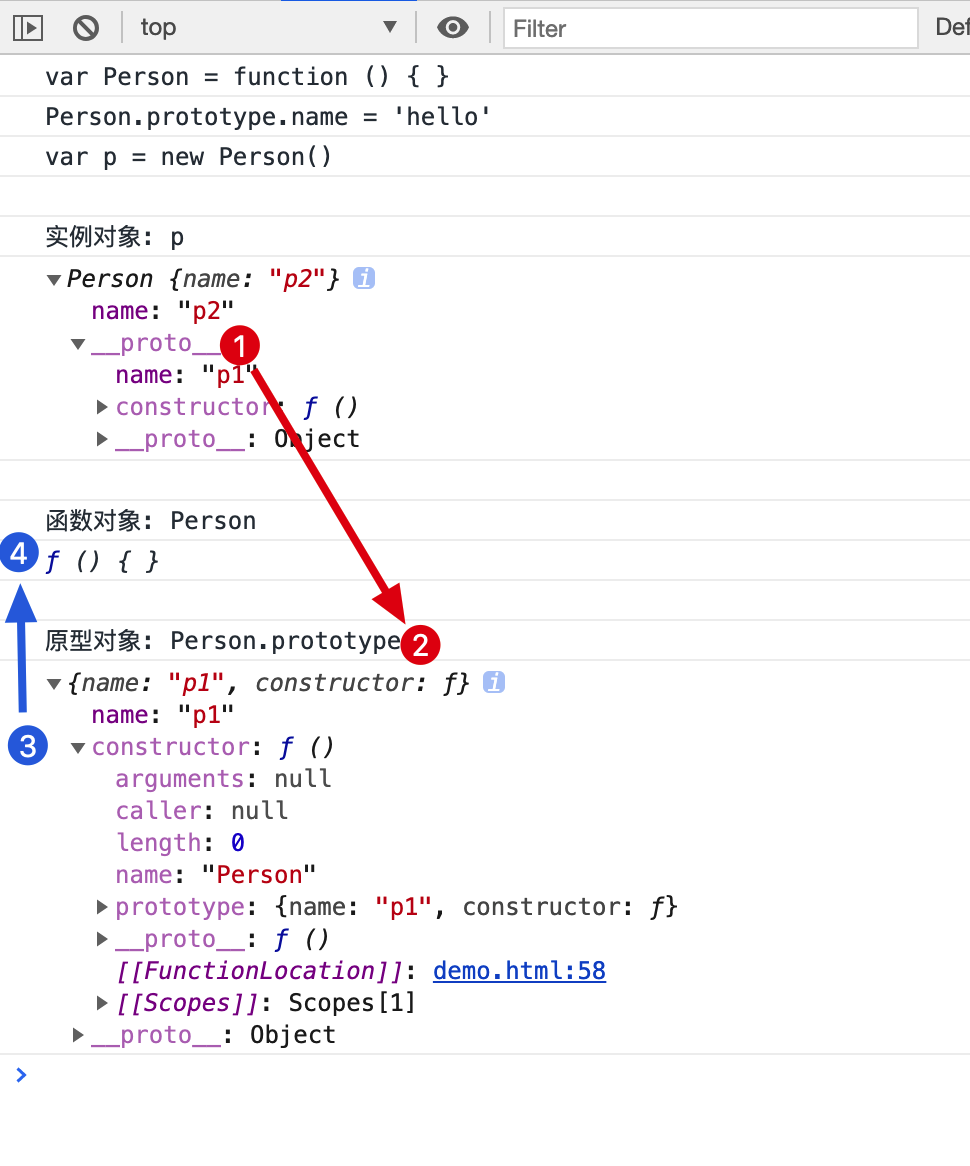 top Filter Def
var Person = function () { }
Person.prototype.name = 'hello'
var p = new Person()
实例对象: p
Person {name: "p2"} i
name: "p2"
__proto__ 1
name: "p1"
constructor: ƒ ()
__proto__: Object
函数对象: Person
4 ƒ () { }
原型对象: Person.prototype 2
{name: "p1", constructor: ƒ} i
name: "p1"
3 constructor: ƒ ()
arguments: null
caller: null
length: 0
name: "Person"
prototype: {name: "p1", constructor: ƒ}
__proto__: ƒ ()
[[FunctionLocation]]: demo.html:58
[[Scopes]]: Scopes[1]
__proto__: Object